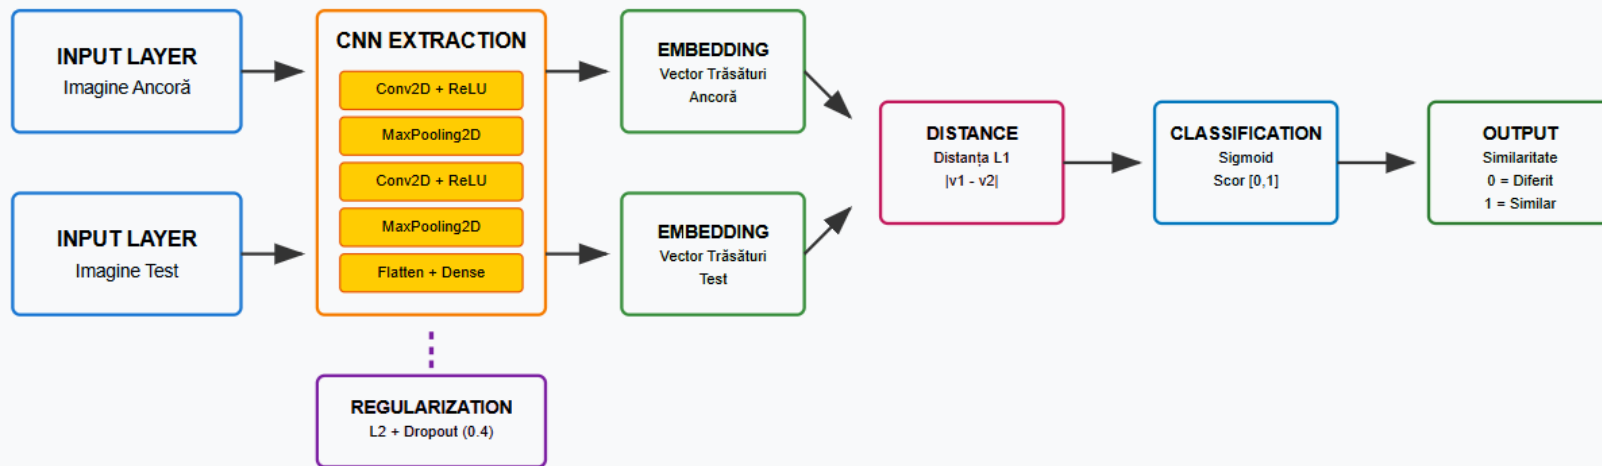 INPUT LAYER
Imagine Ancoră
INPUT LAYER
Imagine Test
CNN EXTRACTION
Conv2D + ReLU
MaxPooling2D
Conv2D + ReLU
MaxPooling2D
Flatten + Dense
REGULARIZATION
L2 + Dropout (0.4)
EMBEDDING
Vector Trăsături
Ancoră
EMBEDDING
Vector Trăsături
Test
DISTANCE
Distanța L1
|v1 - v2|
CLASSIFICATION
Sigmoid
Scor [0,1]
OUTPUT
Similaritate
0 = Diferit
1 = Similar